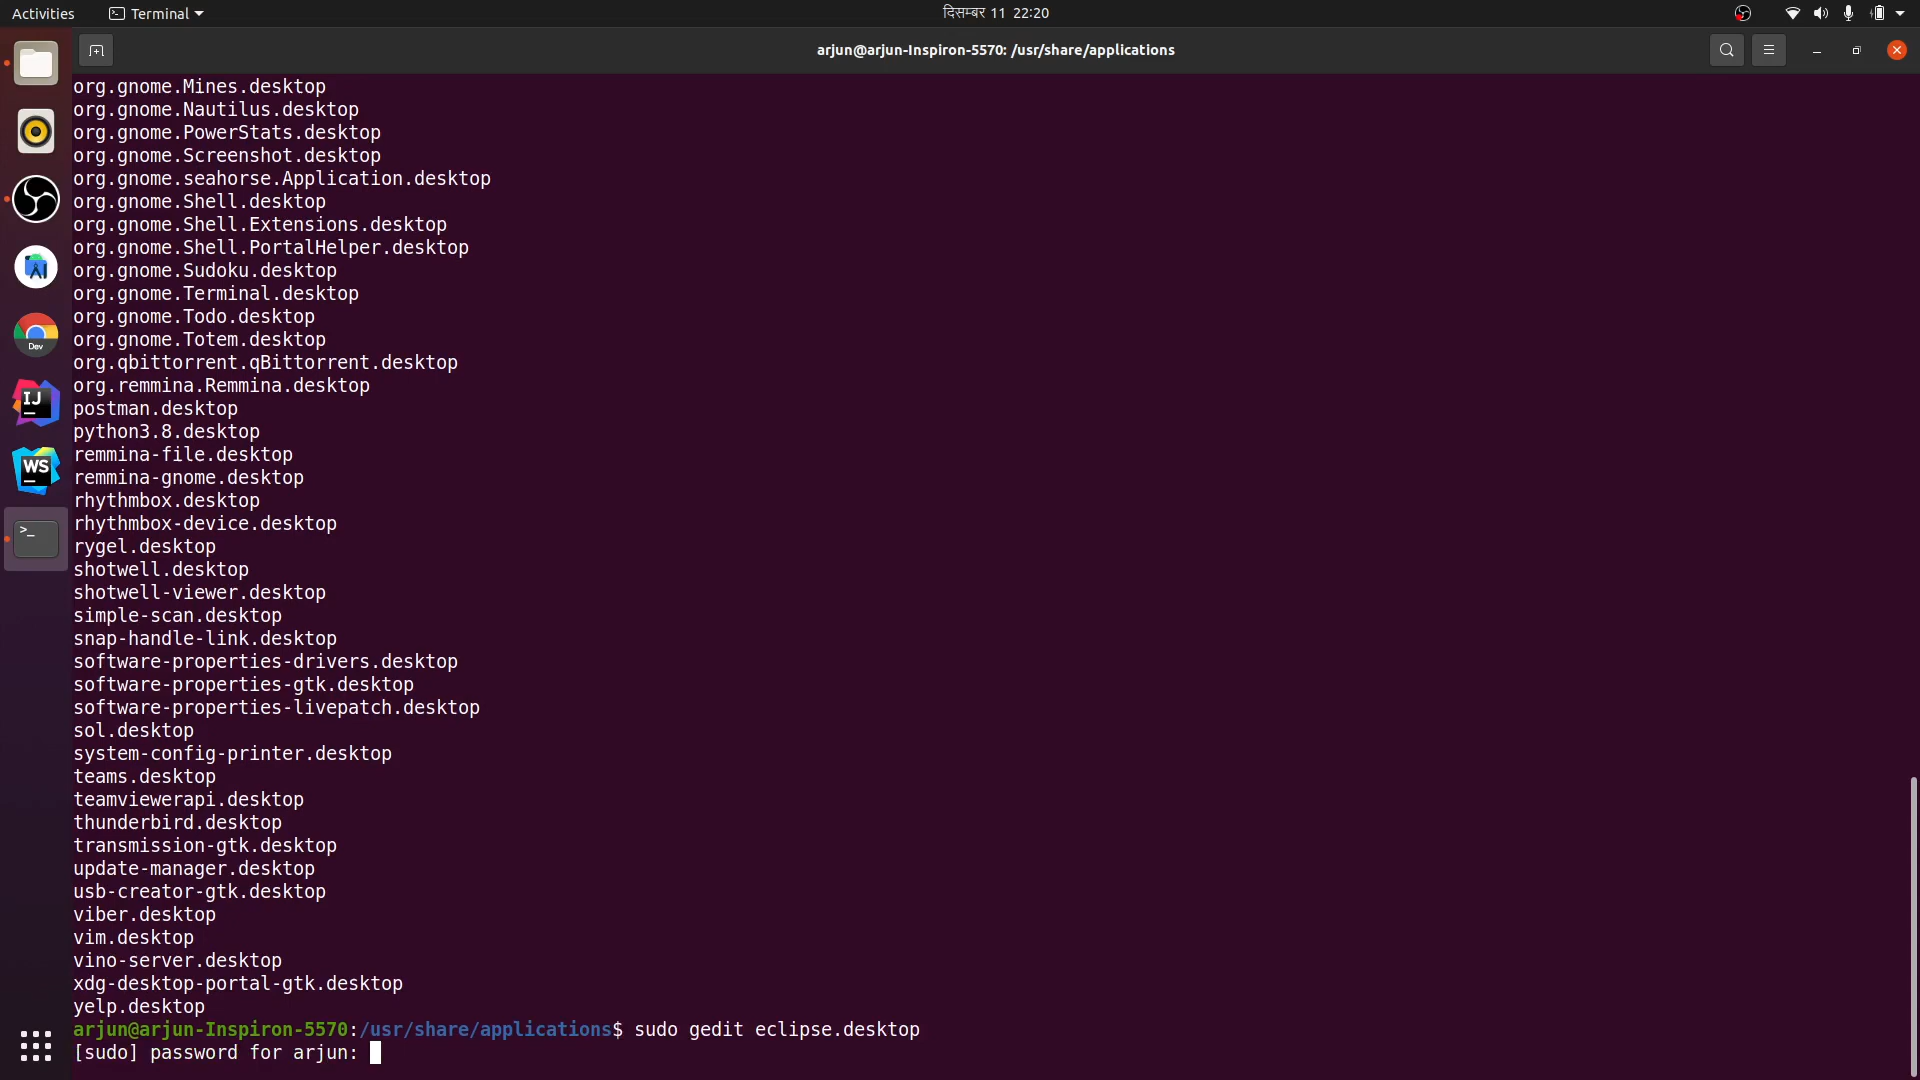 Activities
Terminal
दिसम्बर 11 22:20
arjun@arjun-Inspiron-5570: /usr/share/applications
org.gnome.Mines.desktop
org.gnome.Nautilus.desktop
org.gnome.PowerStats.desktop
org.gnome.Screenshot.desktop
org.gnome.seahorse.Application.desktop
org.gnome.Shell.desktop
org.gnome.Shell.Extensions.desktop
org.gnome.Shell.PortalHelper.desktop
org.gnome.Sudoku.desktop
org.gnome.Terminal.desktop
org.gnome.Todo.desktop
org.gnome.Totem.desktop
org.qbittorrent.qBittorrent.desktop
org.remmina.Remmina.desktop
postman.desktop
python3.8.desktop
remmina-file.desktop
remmina-gnome.desktop
rhythmbox.desktop
rhythmbox-device.desktop
rygel.desktop
shotwell.desktop
shotwell-viewer.desktop
simple-scan.desktop
snap-handle-link.desktop
software-properties-drivers.desktop
software-properties-gtk.desktop
software-properties-livepatch.desktop
sol.desktop
system-config-printer.desktop
teams.desktop
teamviewerapi.desktop
thunderbird.desktop
transmission-gtk.desktop
update-manager.desktop
usb-creator-gtk.desktop
viber.desktop
vim.desktop
vino-server.desktop
xdg-desktop-portal-gtk.desktop
yelp.desktop
arjun@arjun-Inspiron-5570:/usr/share/applications$ sudo gedit eclipse.desktop
[sudo] password for arjun:
Dev
IJ
WS
>_